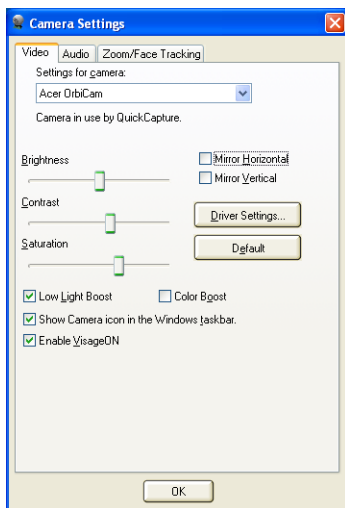 Camera Settings
Video Audio Zoom/Face Tracking
Settings for camera:
Acer OrbiCam
Camera in use by QuickCapture.
Brightness
Mirror Horizontal
Mirror Vertical
Contrast
Driver Settings...
Saturation
Default
Low Light Boost Color Boost
Show Camera icon in the Windows taskbar.
Enable VisageON
OK